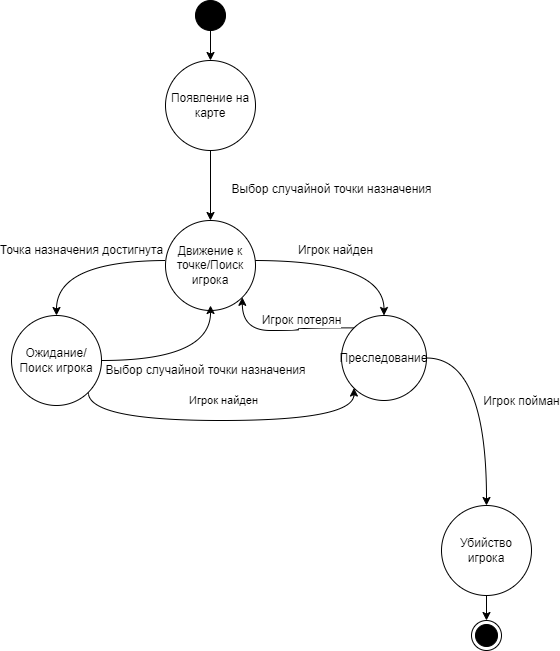 Появление на
карте
Выбор случайной точки назначения
Точка назначения достигнута
Движение к
точке/Поиск
игрока
Игрок найден
Игрок потерян
Ожидание/
Поиск игрока
Выбор случайной точки назначения
Преследование
Игрок найден
Игрок пойман
Убийство
игрока